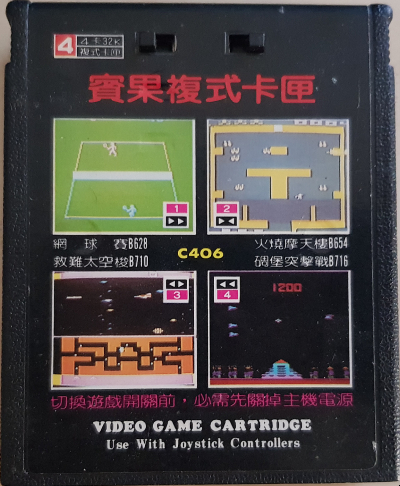 4 4卡32K
複式卡匣
賓果複式卡匣
1
2
網球賽B628 火燒摩天樓B654
救難太空梭B710 碉堡突擊戰B716
C406
3
4
1200
切換遊戲開關前，必需先關掉主機電源
VIDEO GAME CARTRIDGE
Use With Joystick Controllers